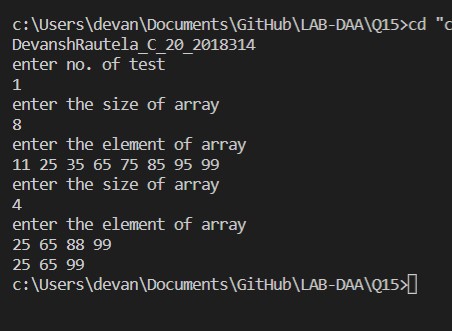 c:\Users\devan\Documents\GitHub\LAB-DAA\Q15>cd "c
DevanshRautela_C_20_2018314
enter no. of test
1
enter the size of array
8
enter the element of array
11 25 35 65 75 85 95 99
enter the size of array
4
enter the element of array
25 65 88 99
25 65 99
c:\Users\devan\Documents\GitHub\LAB-DAA\Q15>